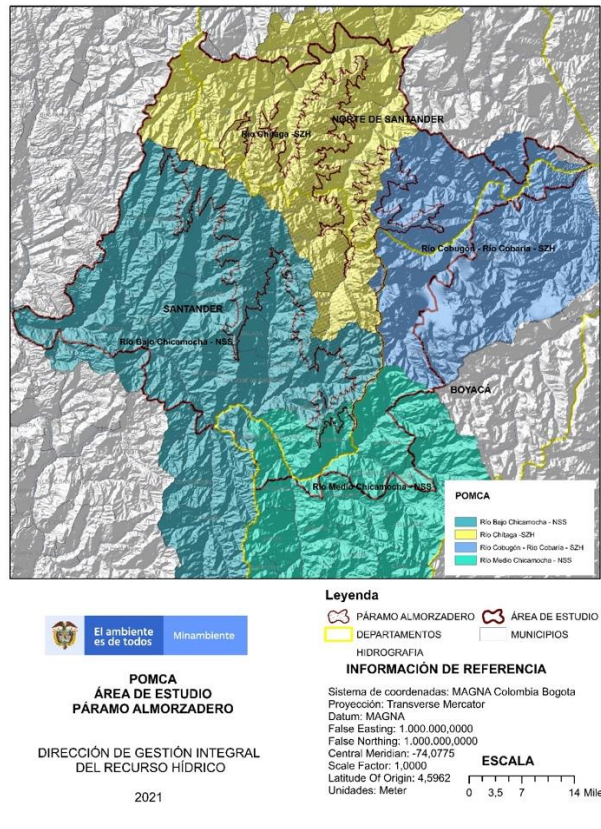 NORTE DE SANTANDER
Río Chitaga -SZH
Río Cobugón - Río Cobaria - SZH
SANTANDER
Río Bajo Chicamocha - NSS
BOYACÁ
Río Medio Chicamocha - NSS
POMCA
Río Bajo Chicamocha - NSS
Río Chitaga -SZH
Río Cobugón - Río Cobaria - SZH
Río Medio Chicamocha - NSS
El ambiente
es de todos
Minambiente
POMCA
ÁREA DE ESTUDIO
PÁRAMO ALMORZADERO
DIRECCIÓN DE GESTIÓN INTEGRAL
DEL RECURSO HÍDRICO
2021
Leyenda
PÁRAMO ALMORZADERO
ÁREA DE ESTUDIO
DEPARTAMENTOS
MUNICIPIOS
HIDROGRAFIA
INFORMACIÓN DE REFERENCIA
Sistema de coordenadas: MAGNA Colombia Bogota
Proyección: Transverse Mercator
Datum: MAGNA
False Easting: 1.000.000,0000
False Northing: 1.000.000,0000
Central Meridian: -74,0775
Scale Factor: 1,0000
Latitude Of Origin: 4,5962
Unidades: Meter
ESCALA
0 3,5 7 14 Mile